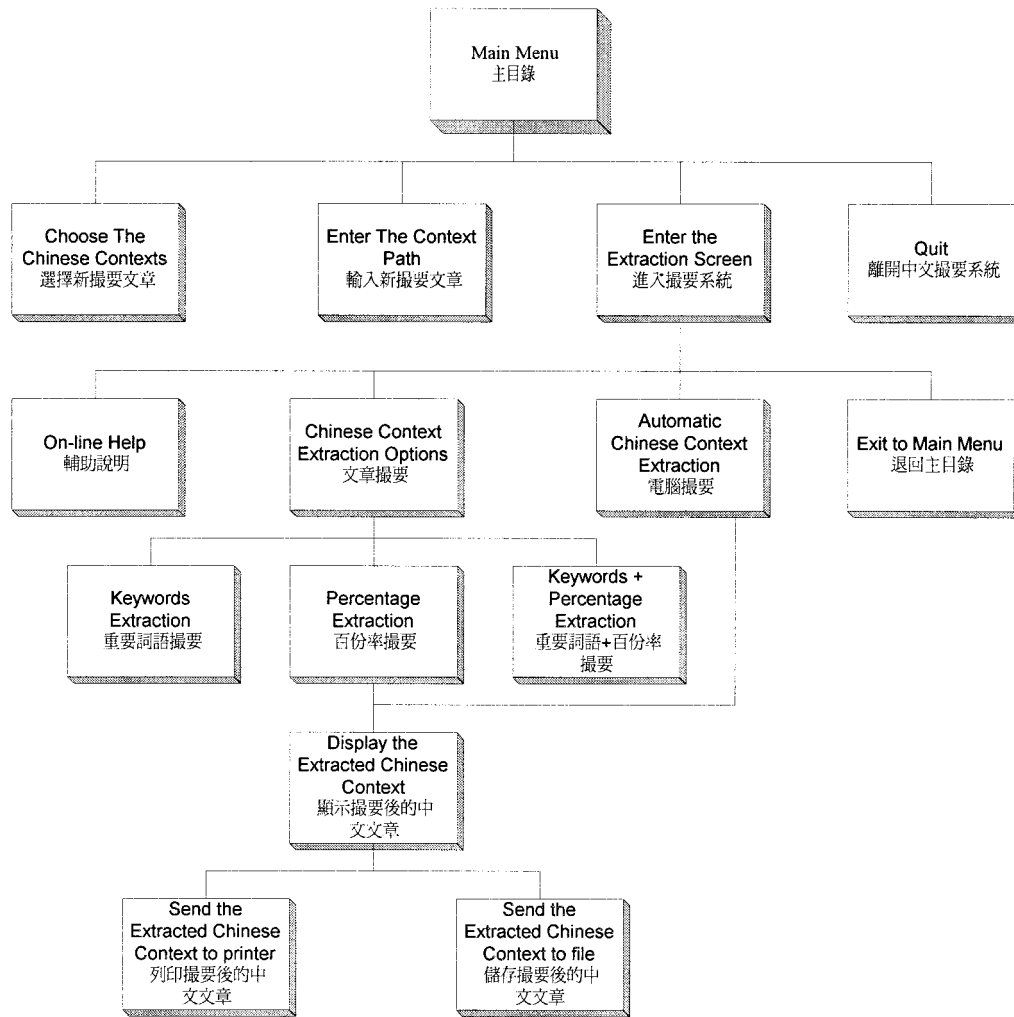 Main Menu
主目錄
Choose The
Chinese Contexts
選擇新撮要文章
Enter The Context
Path
輸入新撮要文章
Enter the
Extraction Screen
進入撮要系統
Quit
離開中文撮要系統
On-line Help
輔助說明
Chinese Context
Extraction Options
文章撮要
Automatic
Chinese Context
Extraction
電腦撮要
Exit to Main Menu
退回主目錄
Keywords
Extraction
重要詞語撮要
Percentage
Extraction
百份率撮要
Keywords +
Percentage
Extraction
重要詞語+百份率
撮要
Display the
Extracted Chinese
Context
顯示撮要後的中
文文章
Send the
Extracted Chinese
Context to printer
列印撮要後的中
文文章
Send the
Extracted Chinese
Context to file
儲存撮要後的中
文文章